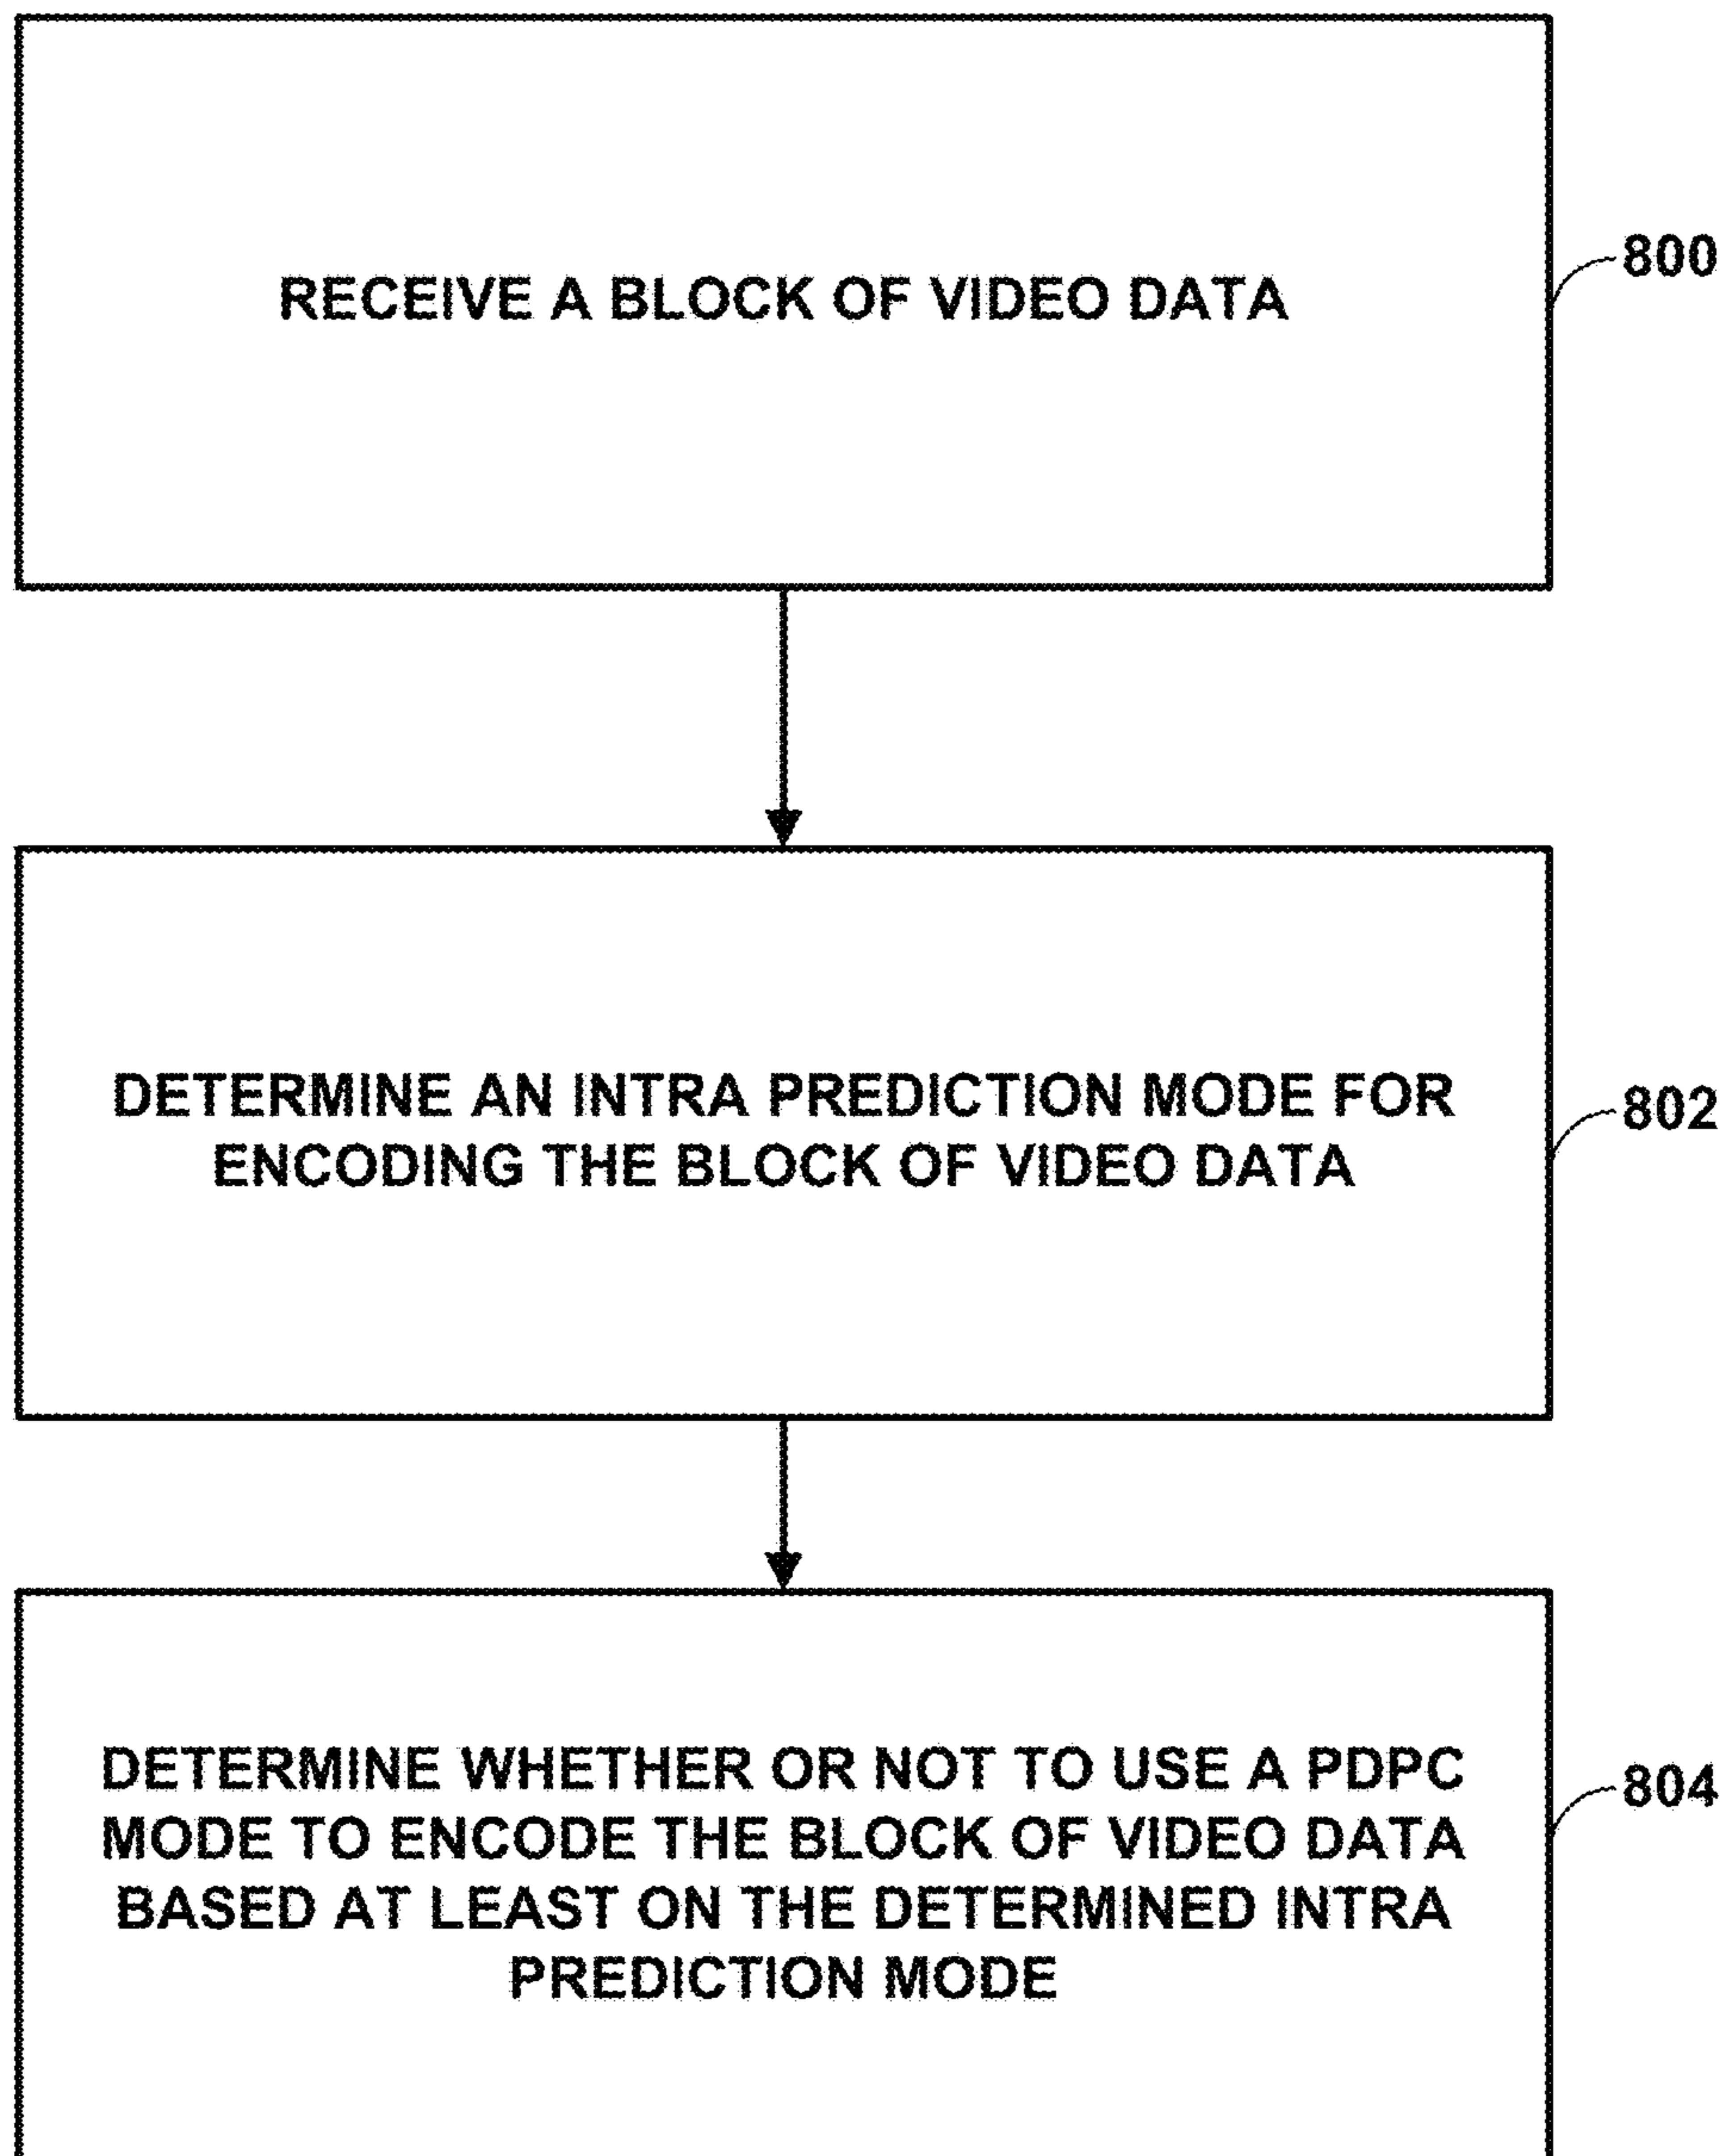 RECEIVE A BLOCK OF VIDEO DATA
800
DETERMINE AN INTRA PREDICTION MODE FOR
ENCODING THE BLOCK OF VIDEO DATA
802
DETERMINE WHETHER OR NOT TO USE A PDPC
MODE TO ENCODE THE BLOCK OF VIDEO DATA
BASED AT LEAST ON THE DETERMINED INTRA
PREDICTION MODE
804